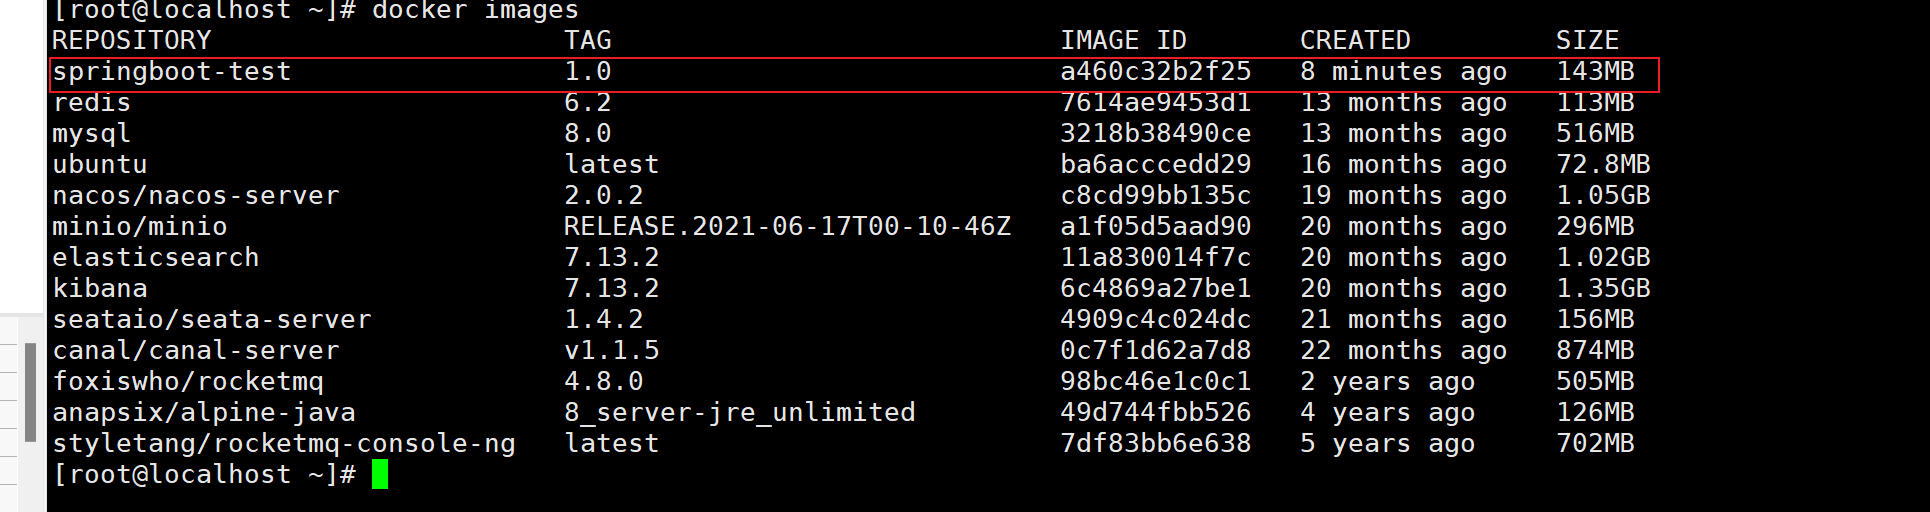 [root@localhost ~]# docker images
REPOSITORY TAG IMAGE ID CREATED SIZE
springboot-test 1.0 a460c32b2f25 8 minutes ago 143MB
redis 6.2 7614ae9453d1 13 months ago 113MB
mysql 8.0 3218b38490ce 13 months ago 516MB
ubuntu latest ba6acccedd29 16 months ago 72.8MB
nacos/nacos-server 2.0.2 c8cd99bb135c 19 months ago 1.05GB
minio/minio RELEASE.2021-06-17T00-10-46Z a1f05d5aad90 20 months ago 296MB
elasticsearch 7.13.2 11a830014f7c 20 months ago 1.02GB
kibana 7.13.2 6c4869a27be1 20 months ago 1.35GB
seataio/seata-server 1.4.2 4909c4c024dc 21 months ago 156MB
canal/canal-server v1.1.5 0c7f1d62a7d8 22 months ago 874MB
foxiswho/rocketmq 4.8.0 98bc46e1c0c1 2 years ago 505MB
anapsix/alpine-java 8_server-jre_unlimited 49d744fbb526 4 years ago 126MB
styletang/rocketmq-console-ng latest 7df83bb6e638 5 years ago 702MB
[root@localhost ~]#